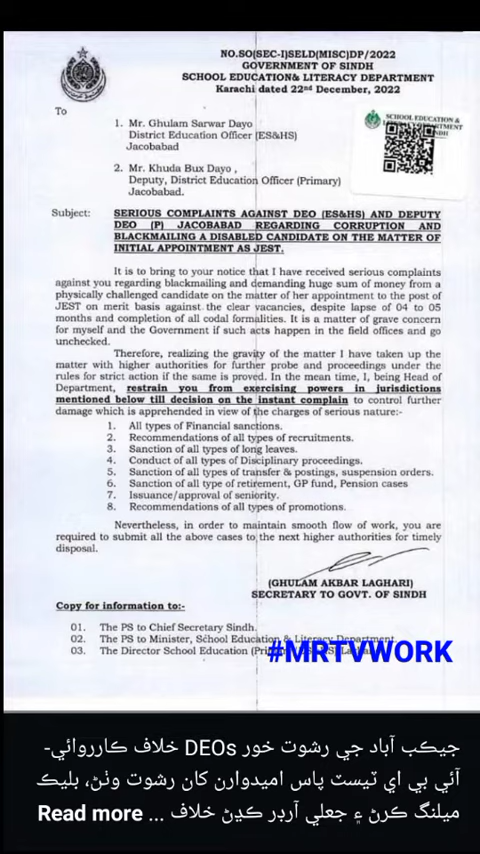 NO.SO(SEC-I)SELD(MISC)DP/2022
GOVERNMENT OF SINDH
SCHOOL EDUCATION& LITERACY DEPARTMENT
Karachi dated 22nd December, 2022
To
1. Mr. Ghulam Sarwar Dayo
District Education Officer (ES&HS)
Jacobabad
SCHOOL EDUCATION &
DEPARTMENT
2. Mr. Khuda Bux Dayo ,
Deputy, District Education Officer (Primary)
Jacobabad.
Subject: SERIOUS COMPLAINTS AGAINST DEO (ES&HS) AND DEPUTY
DEO (P) JACOBABAD REGARDING CORRUPTION AND
BLACKMAILING A DISABLED CANDIDATE ON THE MATTER OF
INITIAL APPOINTMENT AS JEST.
It is to bring to your notice that I have received serious complaints
against you regarding blackmailing and demanding huge sum of money from a
physically challenged candidate on the matter of her appointment to the post of
JEST on merit basis against the clear vacancies, despite lapse of 04 to 05
months and completion of all codal formalities. It is a matter of grave concern
for myself and the Government if such acts happen in the field offices and go
unchecked.
Therefore, realizing the gravity of the matter I have taken up the
matter with higher authorities for further probe and proceedings under the
rules for strict action if the same is proved. In the mean time, I, being Head of
Department, restrain you from exercising powers in jurisdictions
mentioned below till decision on the instant complain to control further
damage which is apprehended in view of the charges of serious nature:-
1. All types of Financial sanctions.
2. Recommendations of all types of recruitments.
3. Sanction of all types of long leaves.
4. Conduct of all types of Disciplinary proceedings.
5. Sanction of all types of transfer & postings, suspension orders.
6. Sanction of all type of retirement, GP fund, Pension cases
7. Issuance/approval of seniority.
8. Recommendations of all types of promotions.
Nevertheless, in order to maintain smooth flow of work, you are
required to submit all the above cases to the next higher authorities for timely
disposal.
(GHULAM AKBAR LAGHARI)
SECRETARY TO GOVT. OF SINDH
Copy for information to:-
01. The PS to Chief Secretary Sindh.
02. The PS to Minister, School Education & Literacy Department.
03. The Director School Education
#MRTVWORK
جيڪب آباد جي رشوت خور DEOs خلاف ڪارروائي-
آئي بي اي ٽيسٽ پاس اميدوارن کان رشوت وٺڻ، بليڪ
ميلنگ ڪرڻ ۽ جعلي آرڊر ڪڍڻ خلاف ... Read more